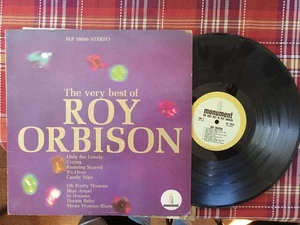 SLP 18045 STEREO
The very best of
ROY
ORBISON
Only the Lonely
Crying
Running Scared
It's Over
Candy Man
Oh Pretty Woman
Blue Angel
In Dreams
Dream Baby
Mean Woman Blues
monument